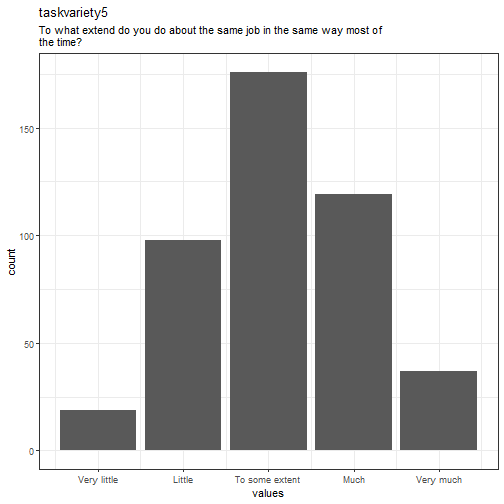 taskvariety5
To what extend do you do about the same job in the same way most of
the time?
count
150
100
50
0
Very little
Little
To some extent
Much
Very much
values